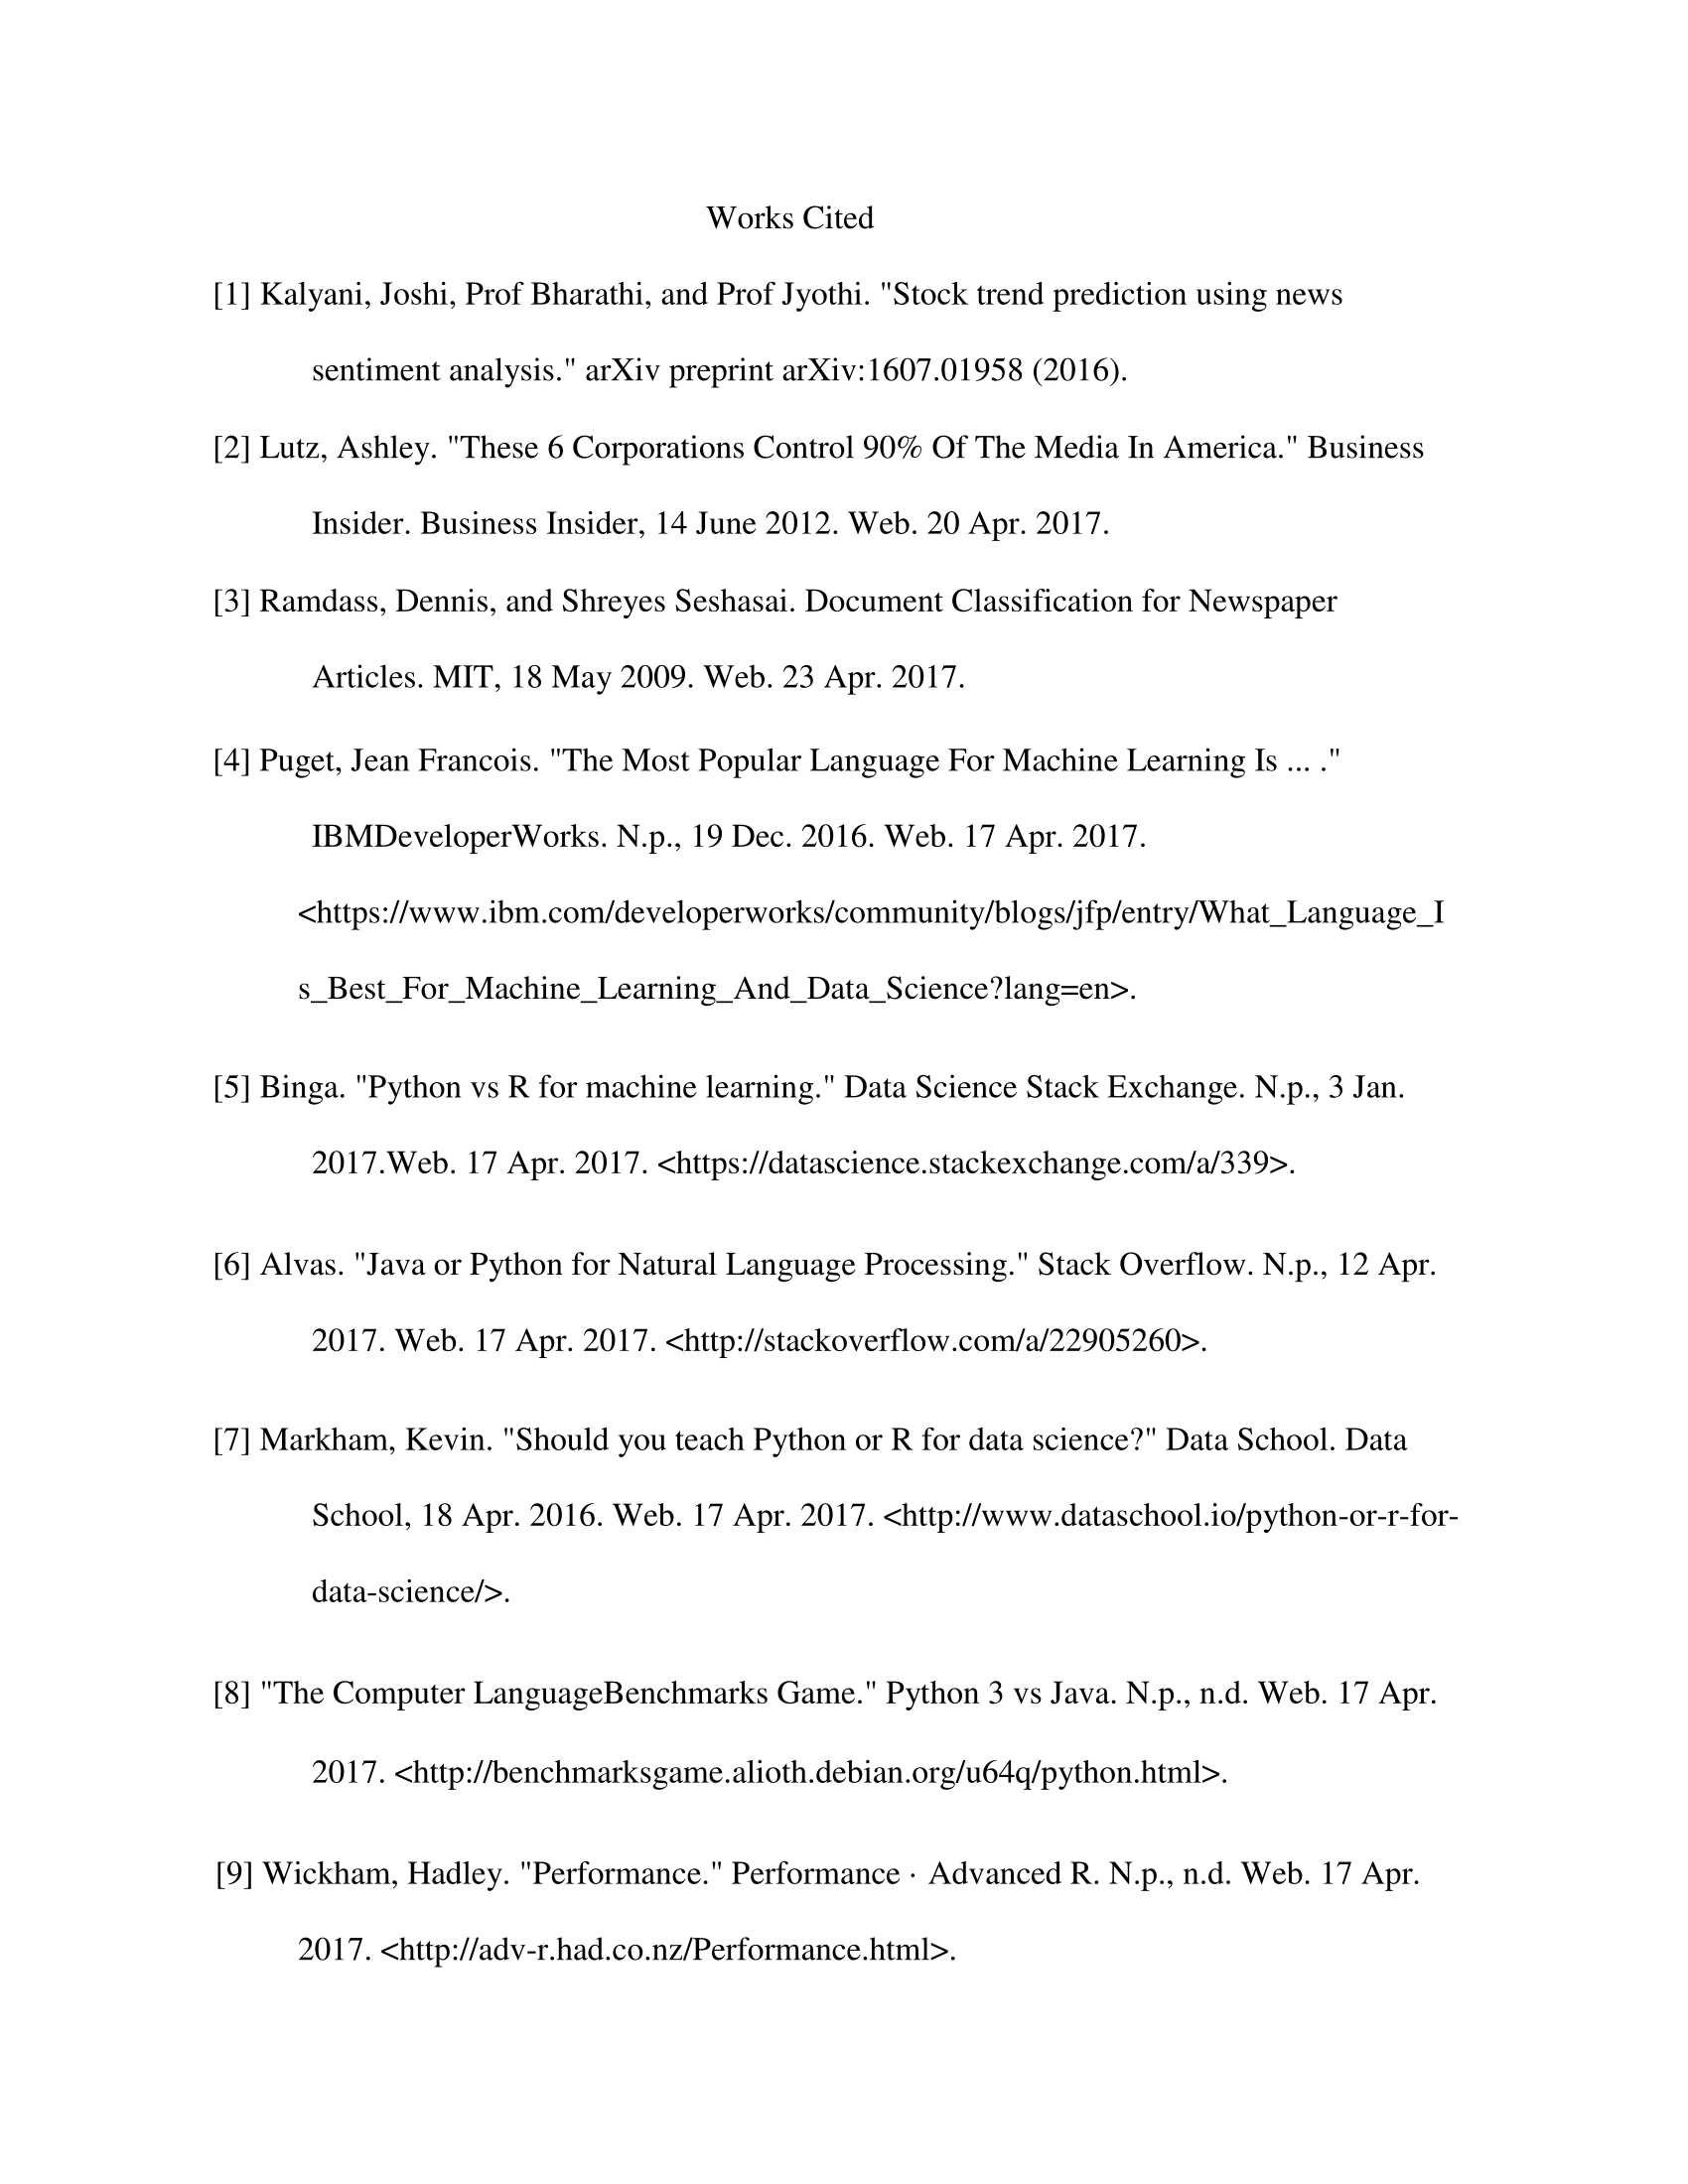 Works Cited
[1] Kalyani, Joshi, Prof Bharathi, and Prof Jyothi. "Stock trend prediction using news
sentiment analysis." arXiv preprint arXiv:1607.01958 (2016).
[2] Lutz, Ashley. "These 6 Corporations Control 90% Of The Media In America." Business
Insider. Business Insider, 14 June 2012. Web. 20 Apr. 2017.
[3] Ramdass, Dennis, and Shreyes Seshasai. Document Classification for Newspaper
Articles. MIT, 18 May 2009. Web. 23 Apr. 2017.
[4] Puget, Jean Francois. "The Most Popular Language For Machine Learning Is ... ."
IBMDeveloperWorks. N.p., 19 Dec. 2016. Web. 17 Apr. 2017.
<https://www.ibm.com/developerworks/community/blogs/jfp/entry/What_Language_I
s_Best_For_Machine_Learning_And_Data_Science?lang=en>.
[5] Binga. "Python vs R for machine learning." Data Science Stack Exchange. N.p., 3 Jan.
2017.Web. 17 Apr. 2017. <https://datascience.stackexchange.com/a/339>.
[6] Alvas. "Java or Python for Natural Language Processing." Stack Overflow. N.p., 12 Apr.
2017. Web. 17 Apr. 2017. <http://stackoverflow.com/a/22905260>.
[7] Markham, Kevin. "Should you teach Python or R for data science?" Data School. Data
School, 18 Apr. 2016. Web. 17 Apr. 2017. <http://www.dataschool.io/python-or-r-for-
data-science/>.
[8] "The Computer LanguageBenchmarks Game." Python 3 vs Java. N.p., n.d. Web. 17 Apr.
2017. <http://benchmarksgame.alioth.debian.org/u64q/python.html>.
[9] Wickham, Hadley. "Performance." Performance · Advanced R. N.p., n.d. Web. 17 Apr.
2017. <http://adv-r.had.co.nz/Performance.html>.